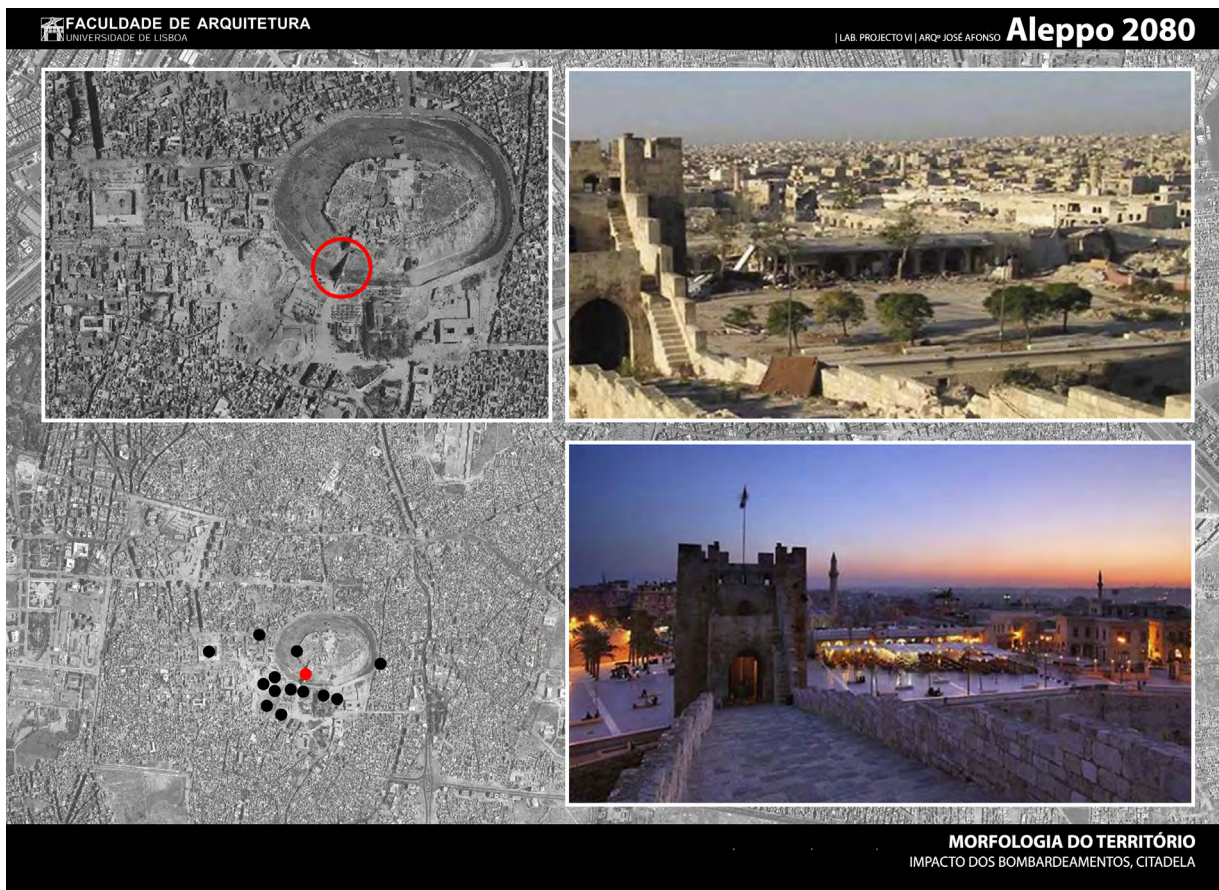 FACULDADE DE ARQUITETURA
UNIVERSIDADE DE LISBOA
| LAB. PROJECTO VI | ARQº JOSÉ AFONSO Aleppo 2080
MORFOLOGIA DO TERRITÓRIO
IMPACTO DOS BOMBARDEAMENTOS, CITADELA